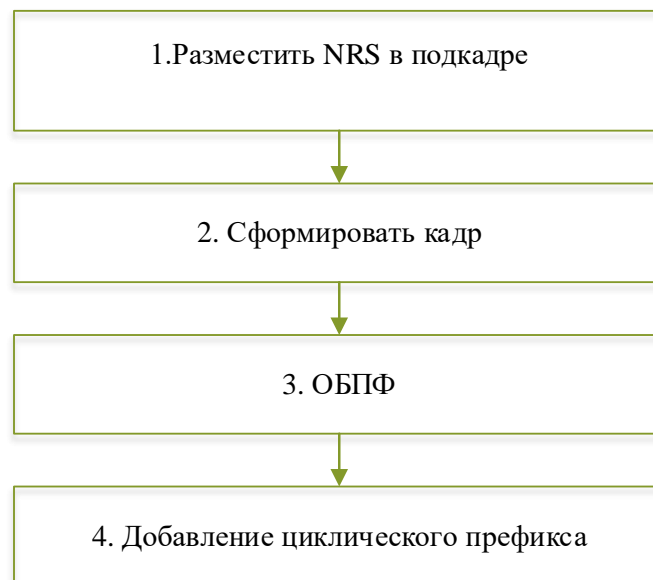 1.Разместить NRS в подкадре
2. Сформировать кадр
3. ОБПФ
4. Добавление циклического префикса